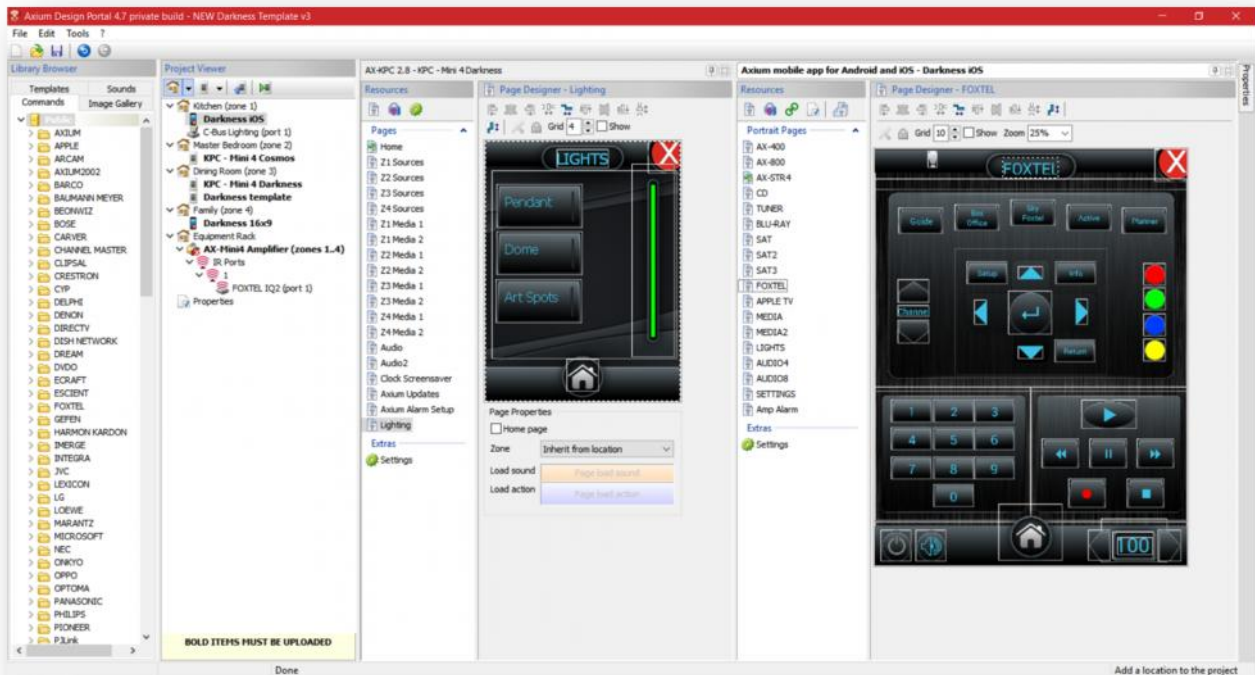 Axium Design Portal 4.7 private build - NEW Darkness Template v3
File Edit Tools ?
Library Browser
Templates Sounds
Commands Image Gallery
Public
AXIUM
APPLE
ARCAM
AXIUM2002
BARCO
BAUMANN MEYER
BEONWIZ
BOSE
CARVER
CHANNEL MASTER
CLIPSAL
CRESTRON
CYP
DELPHI
DENON
DIRECTV
DISH NETWORK
DREAM
DVDO
ECRAFT
ESCIENT
FOXTEL
GEFEN
HARMON KARDON
IMERGE
INTEGRA
JVC
LEXICON
LG
LOEWE
MARANTZ
MICROSOFT
NEC
ONKYO
OPPO
OPTOMA
PANASONIC
PHILIPS
PIONEER
PJLink
Project Viewer
Kitchen (zone 1)
Darkness iOS
C-Bus Lighting (port 1)
Master Bedroom (zone 2)
KPC - Mini 4 Cosmos
Dining Room (zone 3)
KPC - Mini 4 Darkness
Darkness template
Family (zone 4)
Darkness 16x9
Equipment Rack
AX-Mini4 Amplifier (zones 1..4)
IR Ports
1
FOXTEL IQ2 (port 1)
Properties
BOLD ITEMS MUST BE UPLOADED
AX-KPC 2.8 - KPC - Mini 4 Darkness
Resources
Pages
Home
Z1 Sources
Z2 Sources
Z3 Sources
Z4 Sources
Z1 Media 1
Z1 Media 2
Z2 Media 1
Z2 Media 2
Z3 Media 1
Z3 Media 2
Z4 Media 1
Z4 Media 2
Audio
Audio2
Clock Screensaver
Axium Updates
Axium Alarm Setup
Lighting
Extras
Settings
Page Designer - Lighting
Grid 4 Show
LIGHTS X
Pendant
Dome
Art Spots
Page Properties
Home page
Zone Inherit from location
Load sound Page load sound
Load action Page load action
Axium mobile app for Android and iOS - Darkness iOS
Resources
Portrait Pages
AX-400
AX-800
AX-STR4
CD
TUNER
BLU-RAY
SAT
SAT2
SAT3
FOXTEL
APPLE TV
MEDIA
MEDIA2
LIGHTS
AUDIO4
AUDIO8
SETTINGS
Amp Alarm
Extras
Settings
Page Designer - FOXTEL
Grid 10 Show Zoom 25%
FOXTEL X
Guide Box Office Sky Portal Active Planner
Setup Info
Channel
Return
1 2 3
4 5 6
7 8 9
0
100
Properties
Done
Add a location to the project